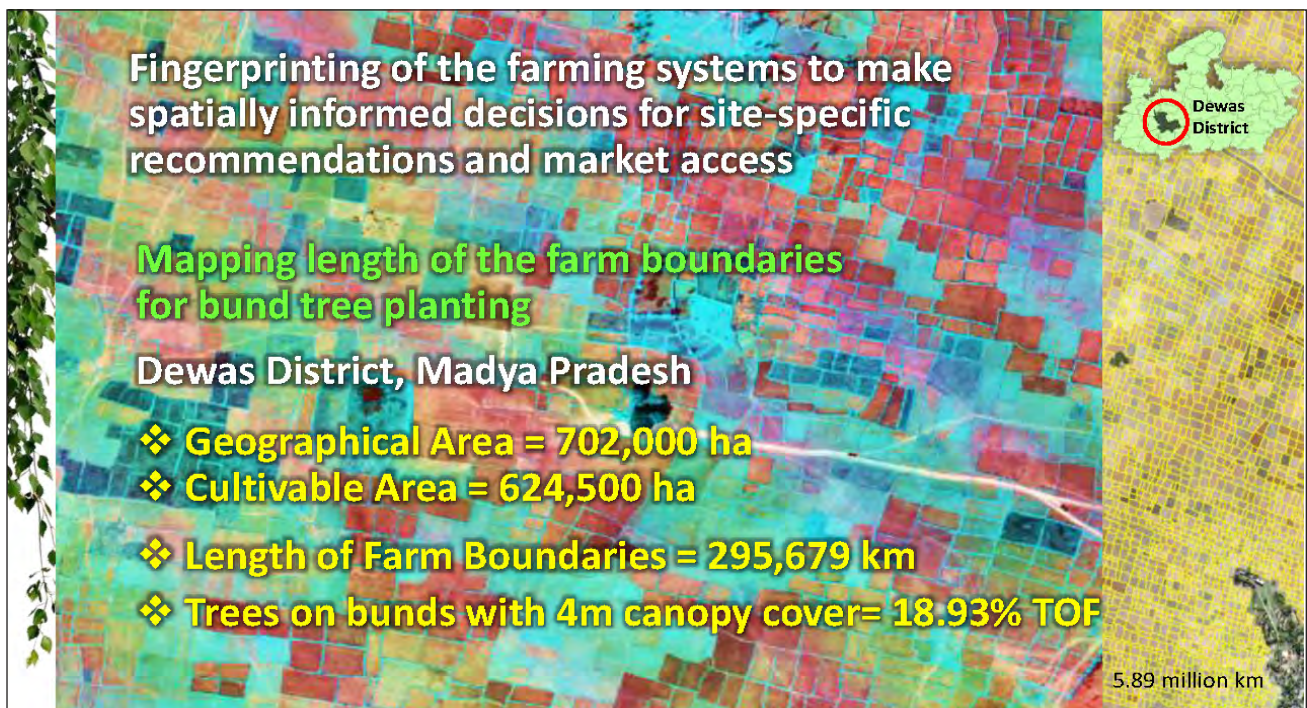 Fingerprinting of the farming systems to make
spatially informed decisions for site-specific
recommendations and market access
Mapping length of the farm boundaries
for bund tree planting
Dewas District, Madya Pradesh
❖ Geographical Area = 702,000 ha
❖ Cultivable Area = 624,500 ha
❖ Length of Farm Boundaries = 295,679 km
❖ Trees on bunds with 4m canopy cover= 18.93% TOF
Dewas
District
5.89 million km